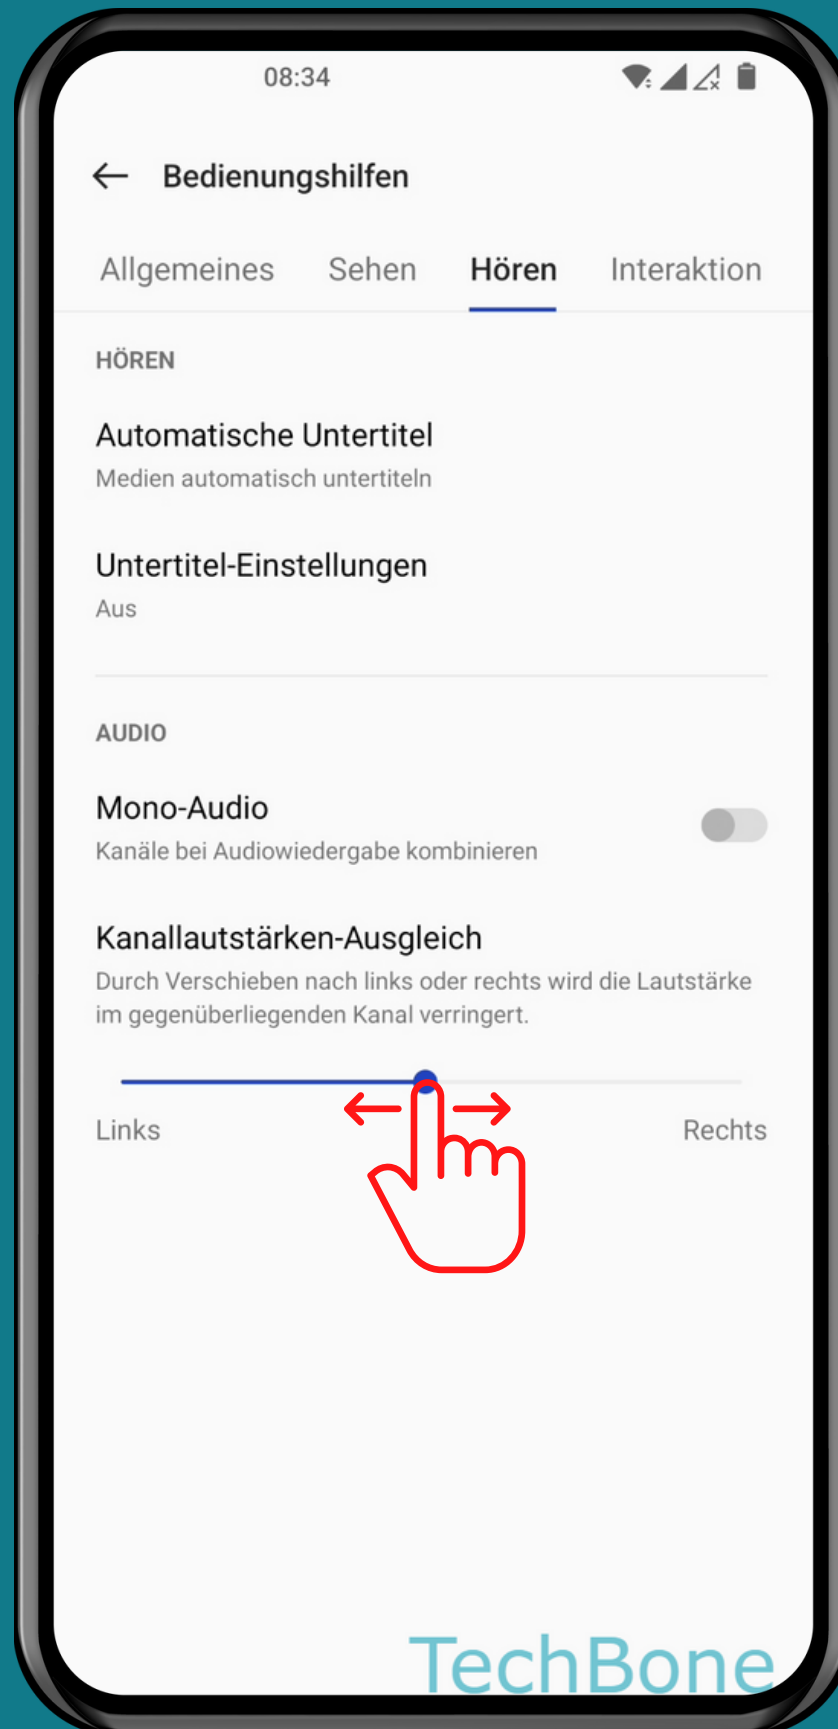 08:34
Bedienungshilfen
Allgemeines Sehen Hören Interaktion
HÖREN
Automatische Untertitel
Medien automatisch untertiteln
Untertitel-Einstellungen
Aus
AUDIO
Mono-Audio
Kanäle bei Audiowiedergabe kombinieren
Kanallautstärken-Ausgleich
Durch Verschieben nach links oder rechts wird die Lautstärke
im gegenüberliegenden Kanal verringert.
Links Rechts
TechBone